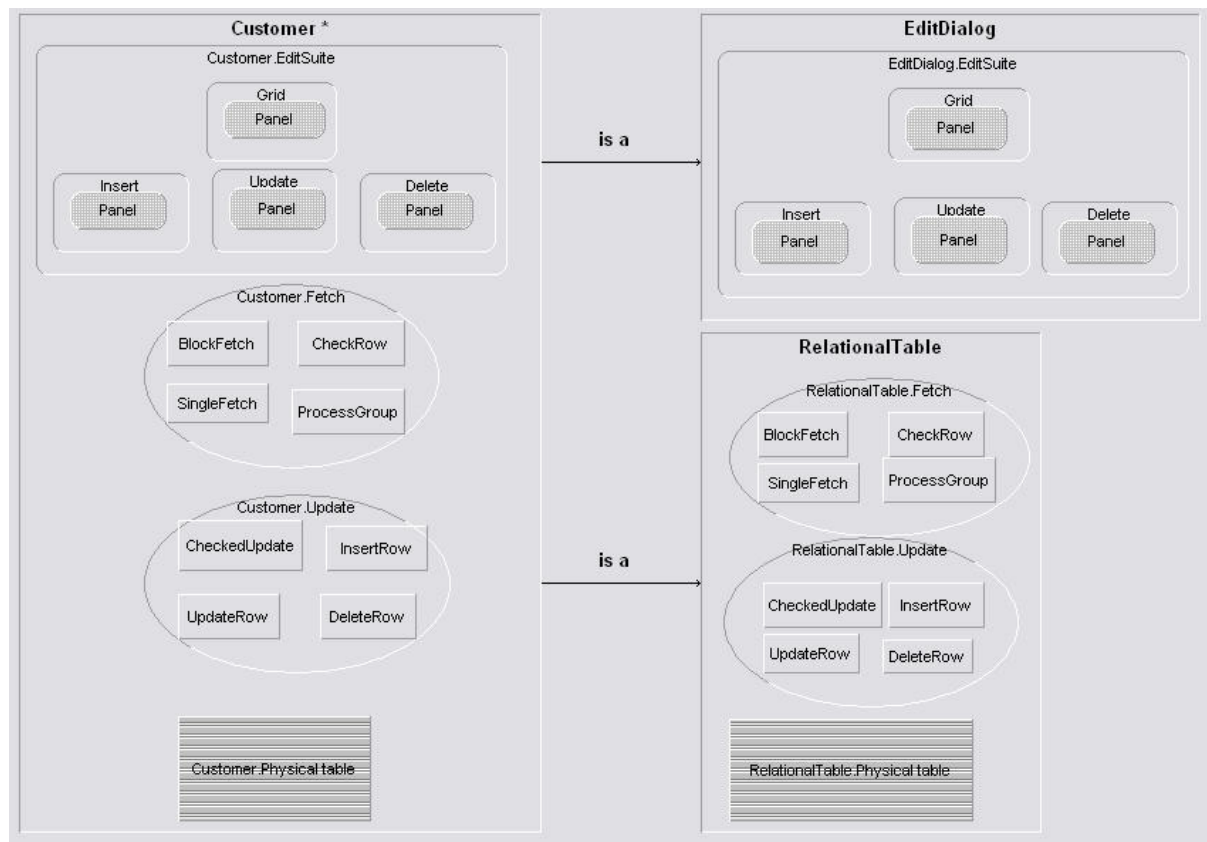 Customer *
Customer.EditSuite
Grid
Panel
Insert
Panel
Update
Panel
Delete
Panel
Customer.Fetch
BlockFetch
CheckRow
SingleFetch
ProcessGroup
Customer.Update
CheckedUpdate
InsertRow
UpdateRow
DeleteRow
Customer.Physical table
is a
is a
EditDialog
EditDialog.EditSuite
Grid
Panel
Insert
Panel
Update
Panel
Delete
Panel
RelationalTable
RelationalTable.Fetch
BlockFetch
CheckRow
SingleFetch
ProcessGroup
RelationalTable.Update
CheckedUpdate
InsertRow
UpdateRow
DeleteRow
RelationalTable.Physical table